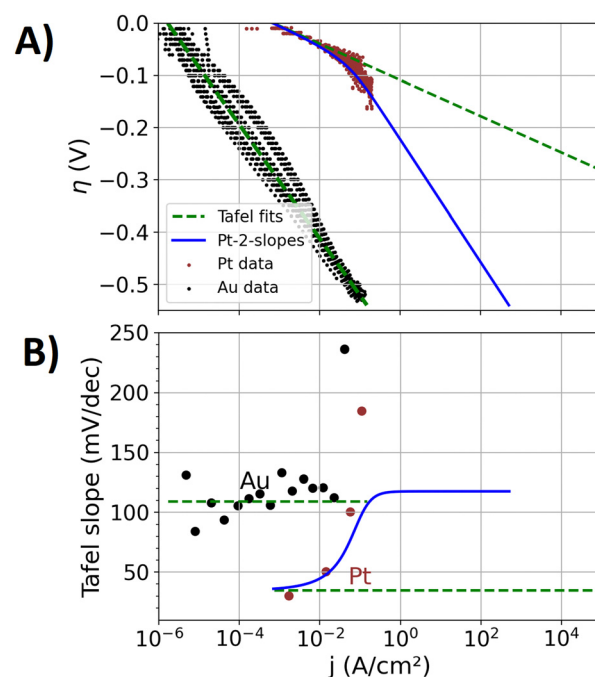 A)
0.0
−0.1
−0.2
−0.3
−0.4
−0.5
η (V)
Tafel fits
Pt-2-slopes
Pt data
Au data
B)
250
200
150
100
50
Tafel slope (mV/dec)
Au
Pt
10⁻⁶ 10⁻⁴ 10⁻² 10⁰ 10² 10⁴
j (A/cm²)